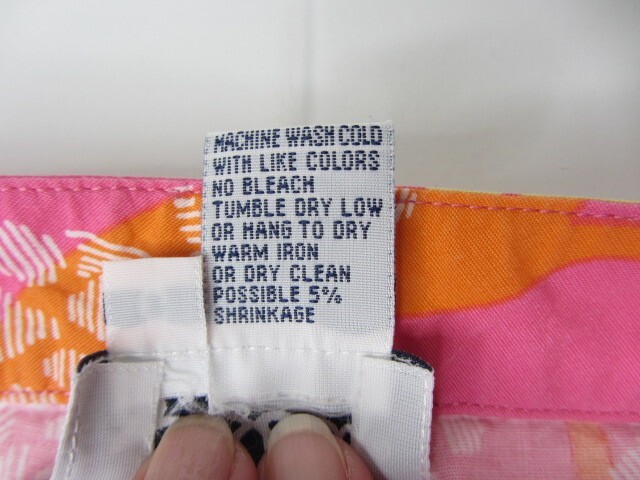 MACHINE WASH COLD
WITH LIKE COLORS
NO BLEACH
TUMBLE DRY LOW
OR HANG TO DRY
WARM IRON
OR DRY CLEAN
POSSIBLE 5%
SHRINKAGE